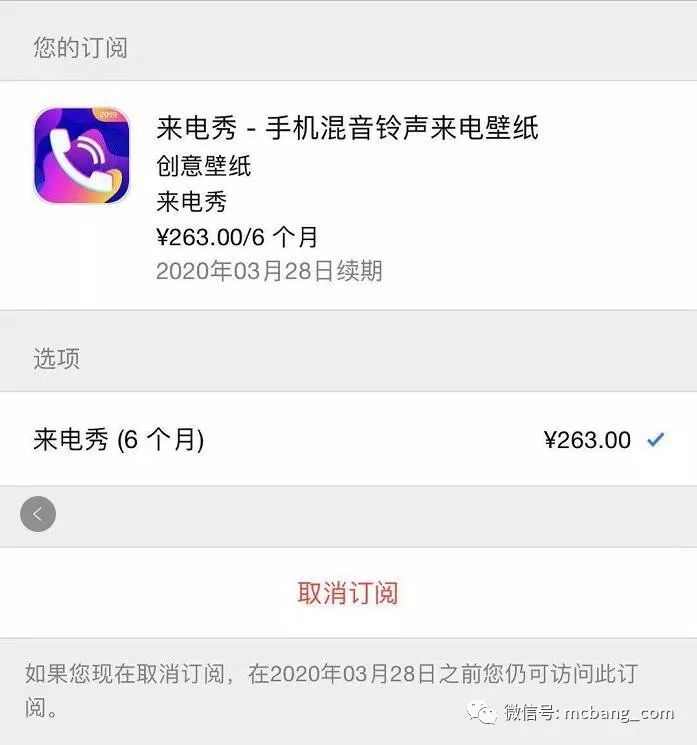 您的订阅
2019
来电秀 - 手机混音铃声来电壁纸
创意壁纸
来电秀
¥263.00/6 个月
2020年03月28日续期
选项
来电秀 (6 个月)
¥263.00
取消订阅
如果您现在取消订阅，在2020年03月28日之前您仍可访问此订
阅。
微信号: mcbang_com